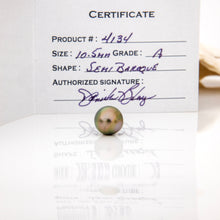 CERTIFICATE
PRODUCT #: 4134
SIZE: 10.5mm GRADE: A
SHAPE: SEMI BAROQUE
AUTHORIZED SIGNATURE: